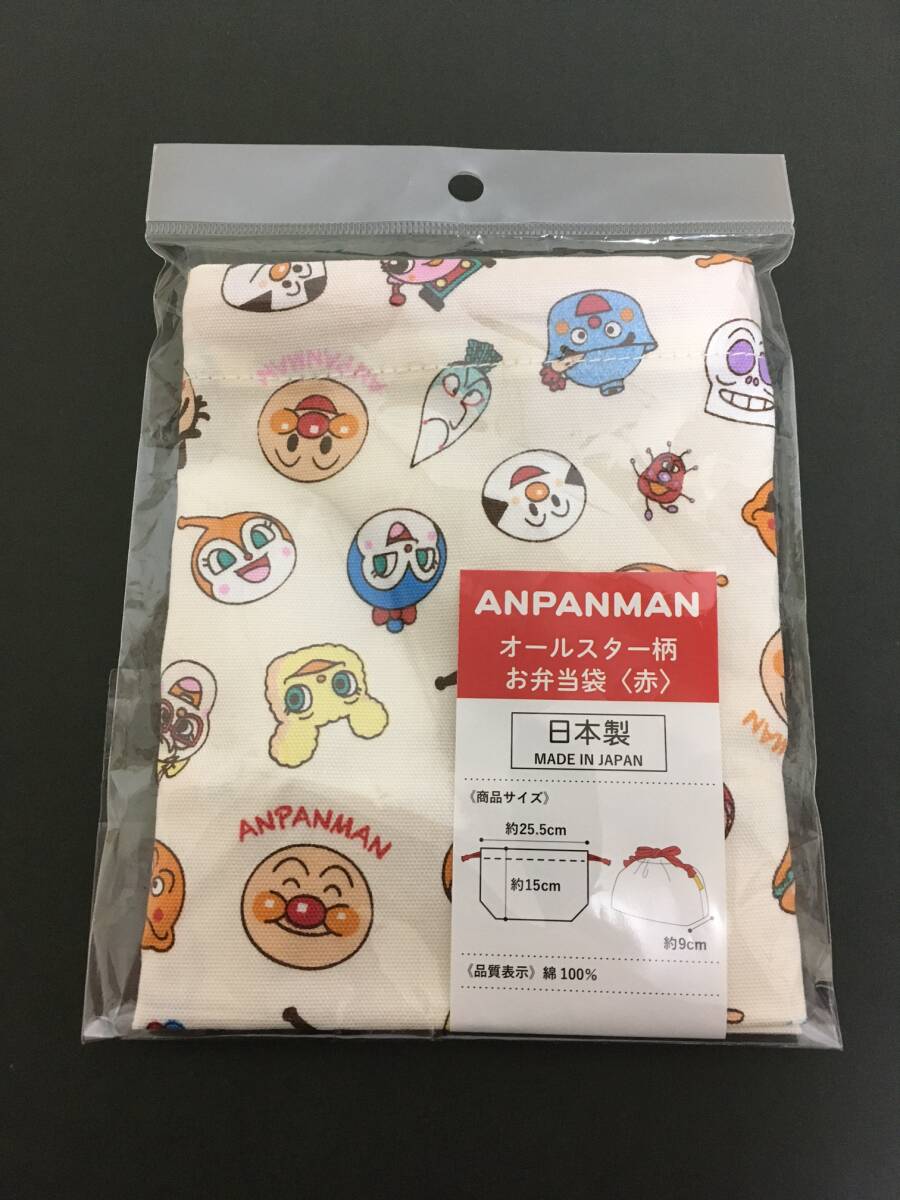 ANPANMAN
ANPANMAN
オールスター柄
お弁当袋〈赤〉
日本製
MADE IN JAPAN
《商品サイズ》
約25.5cm
約15cm
約9cm
《品質表示》綿100%
MAN
ANPANMAN